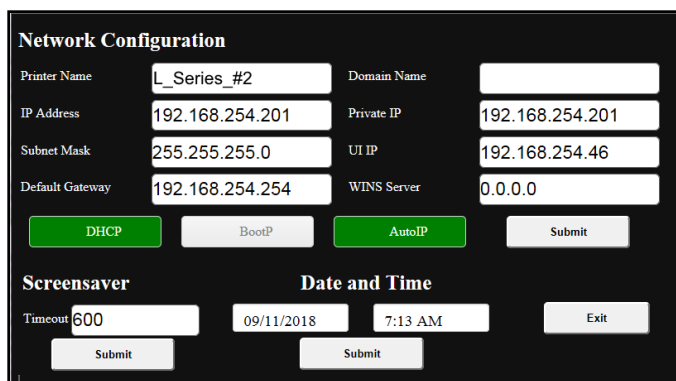 Network Configuration
Printer Name L_Series_#2 Domain Name
IP Address 192.168.254.201 Private IP 192.168.254.201
Subnet Mask 255.255.255.0 UI IP 192.168.254.46
Default Gateway 192.168.254.254 WINS Server 0.0.0.0
DHCP BootP AutoIP Submit
Screensaver Date and Time
Timeout 600 09/11/2018 7:13 AM Exit
Submit Submit